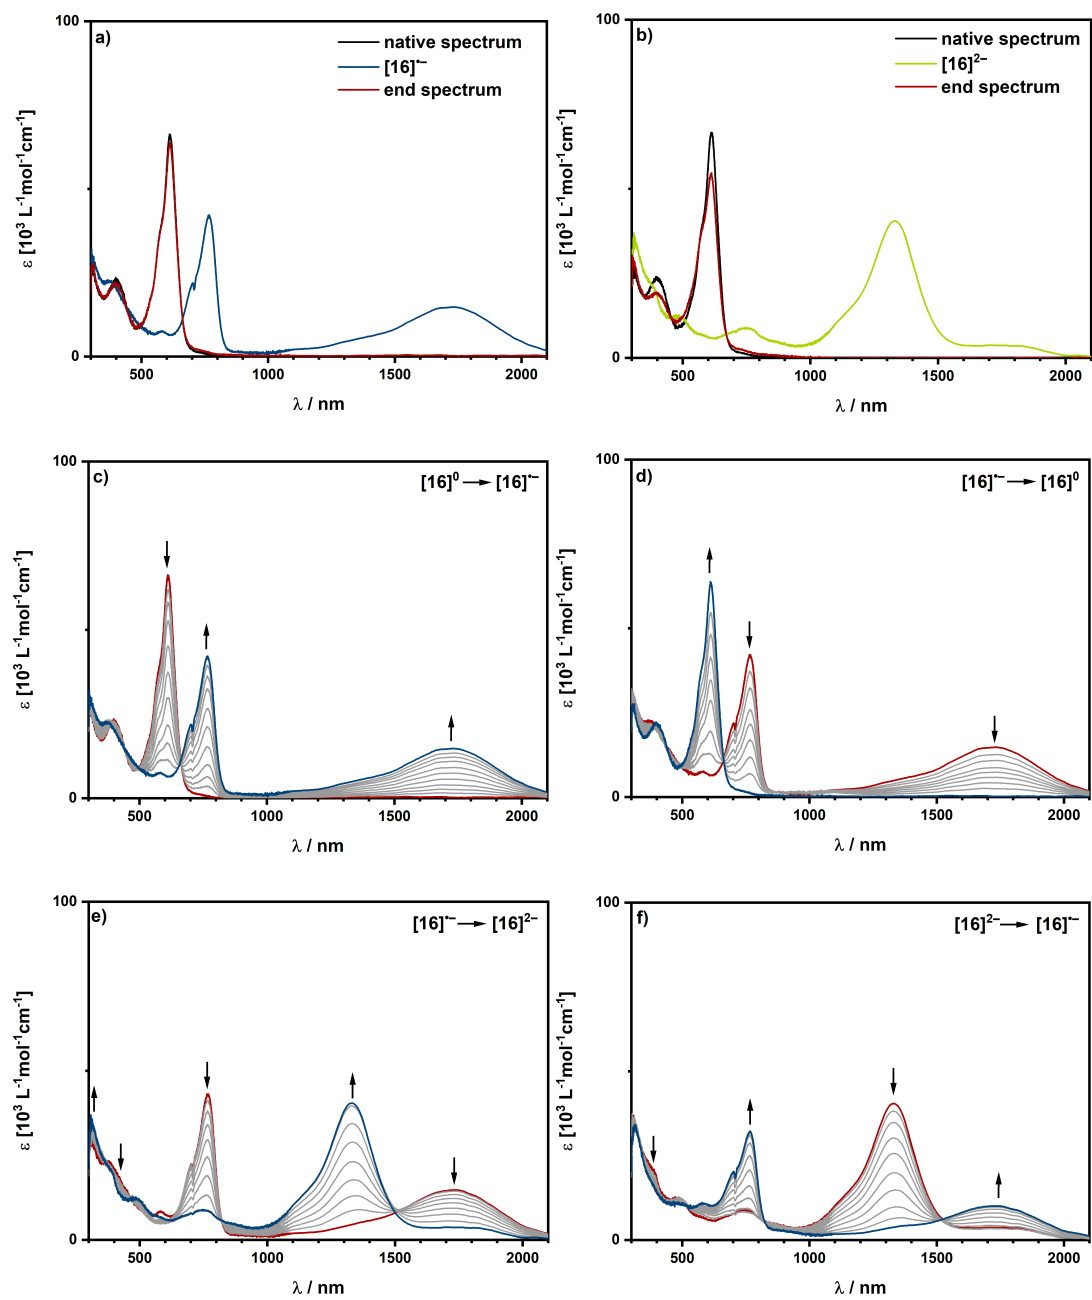 100
a)
native spectrum
[16]•–
end spectrum
ε [10³ L⁻¹mol⁻¹cm⁻¹]
0
500 1000 1500 2000
λ / nm
100
b)
native spectrum
[16]²⁻
end spectrum
ε [10³ L⁻¹mol⁻¹cm⁻¹]
0
500 1000 1500 2000
λ / nm
100
c)
[16]⁰ → [16]•–
ε [10³ L⁻¹mol⁻¹cm⁻¹]
0
500 1000 1500 2000
λ / nm
100
d)
[16]•– → [16]⁰
ε [10³ L⁻¹mol⁻¹cm⁻¹]
0
500 1000 1500 2000
λ / nm
100
e)
[16]•– → [16]²⁻
ε [10³ L⁻¹mol⁻¹cm⁻¹]
0
500 1000 1500 2000
λ / nm
100
f)
[16]²⁻ → [16]•–
ε [10³ L⁻¹mol⁻¹cm⁻¹]
0
500 1000 1500 2000
λ / nm